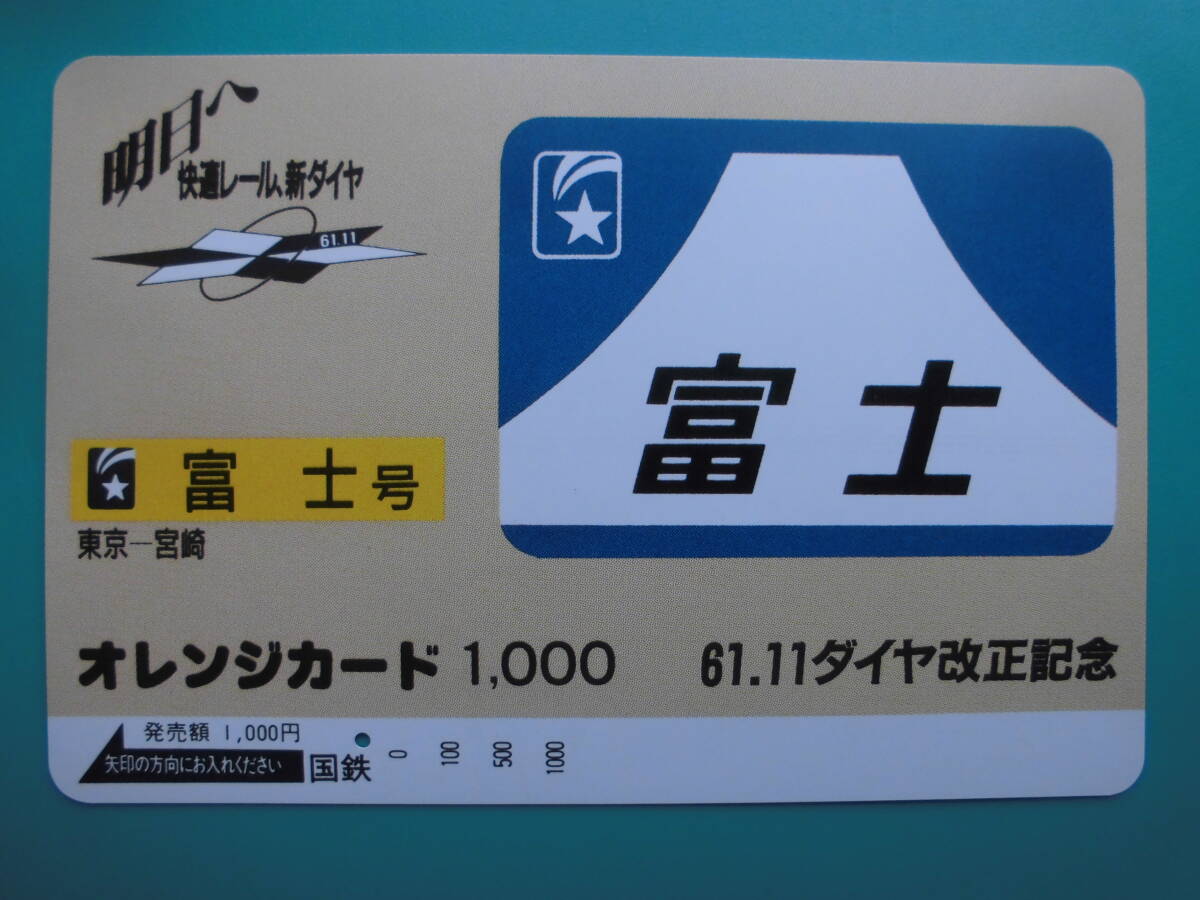 明日へ
快適レール、新ダイヤ
61.11
富士
富士号
東京―宮崎
オレンジカード 1,000 61.11ダイヤ改正記念
発売額 1,000円
矢印の方向にお入れください
国鉄
0 100 500 1000